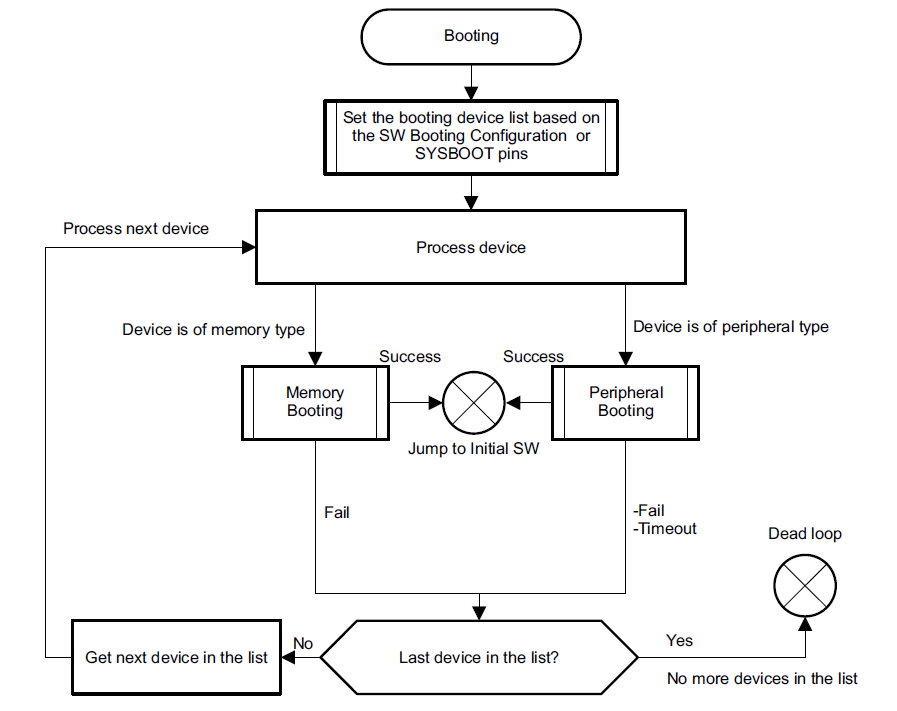 Booting
Set the booting device list based on
the SW Booting Configuration or
SYSBOOT pins
Process next device
Process device
Device is of memory type
Device is of peripheral type
Success
Success
Memory
Booting
Peripheral
Booting
Jump to Initial SW
Fail
-Fail
-Timeout
Dead loop
Get next device in the list
No
Last device in the list?
Yes
No more devices in the list